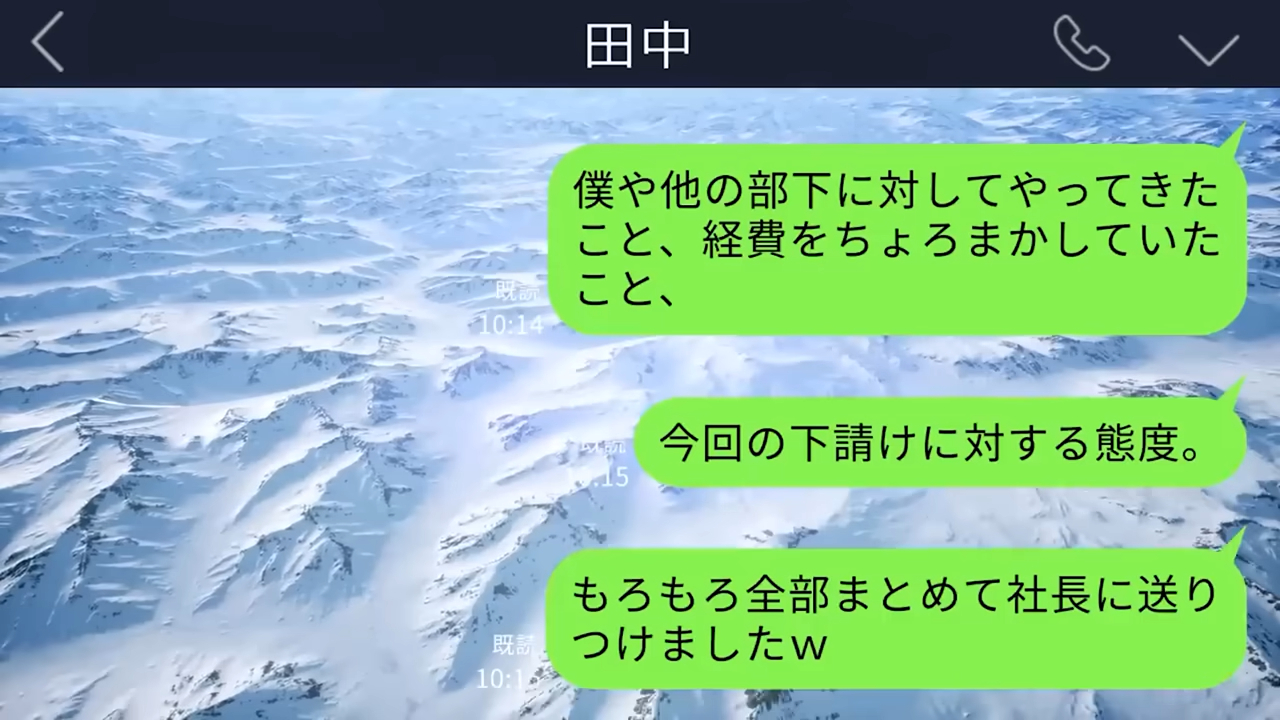 田中
僕や他の部下に対してやってきた
こと、経費をちょろまかしていた
こと、
既読
10:14
今回の下請けに対する態度。
既読
もろもろ全部まとめて社長に送り
つけましたｗ
既読